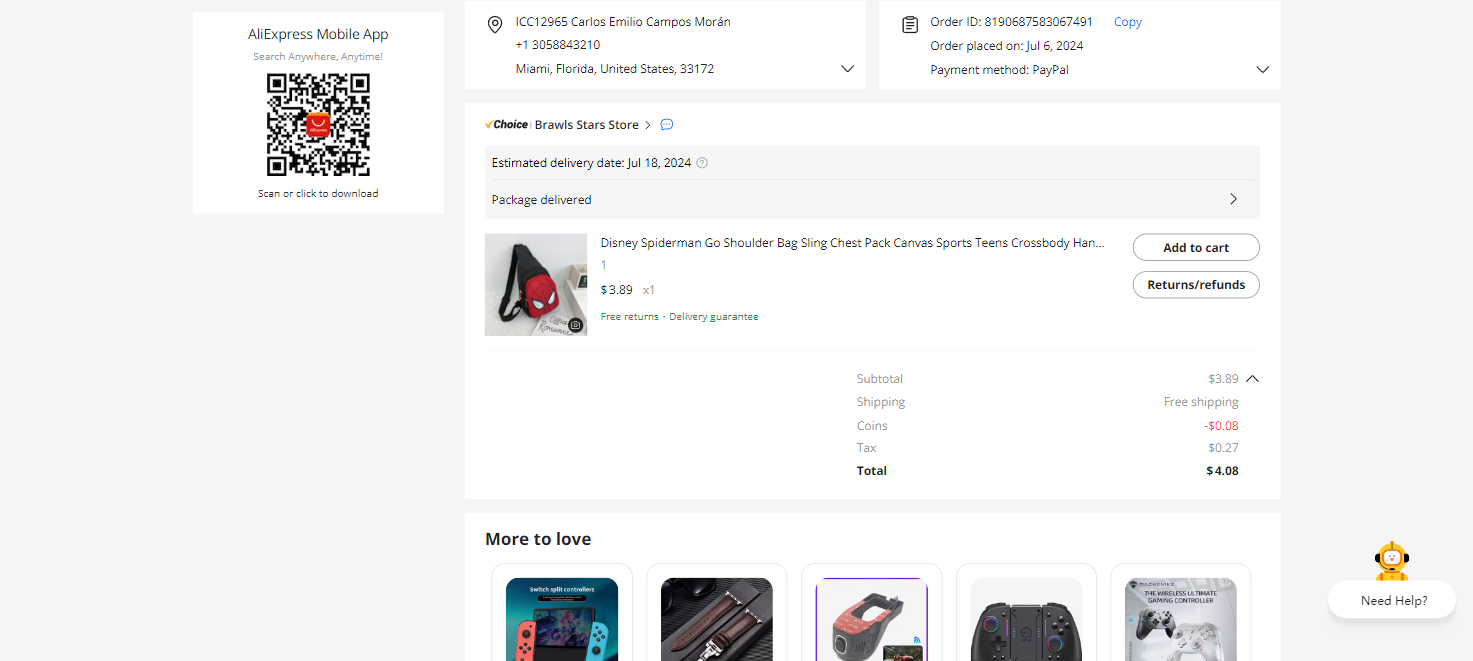 AliExpress Mobile App
Search Anywhere, Anytime!
AliExpress
Scan or click to download
ICC12965 Carlos Emilio Campos Morán
+1 3058843210
Miami, Florida, United States, 33172
Order ID: 8190687583067491 Copy
Order placed on: Jul 6, 2024
Payment method: PayPal
Choice Brawls Stars Store
Estimated delivery date: Jul 18, 2024
Package delivered
Disney Spiderman Go Shoulder Bag Sling Chest Pack Canvas Sports Teens Crossbody Han...
1
$3.89 x1
Free returns · Delivery guarantee
Add to cart
Returns/refunds
Subtotal $3.89
Shipping Free shipping
Coins -$0.08
Tax $0.27
Total $4.08
More to love
Switch split controllers
THE WIRELESS ULTIMATE
GAMING CONTROLLER
Need Help?